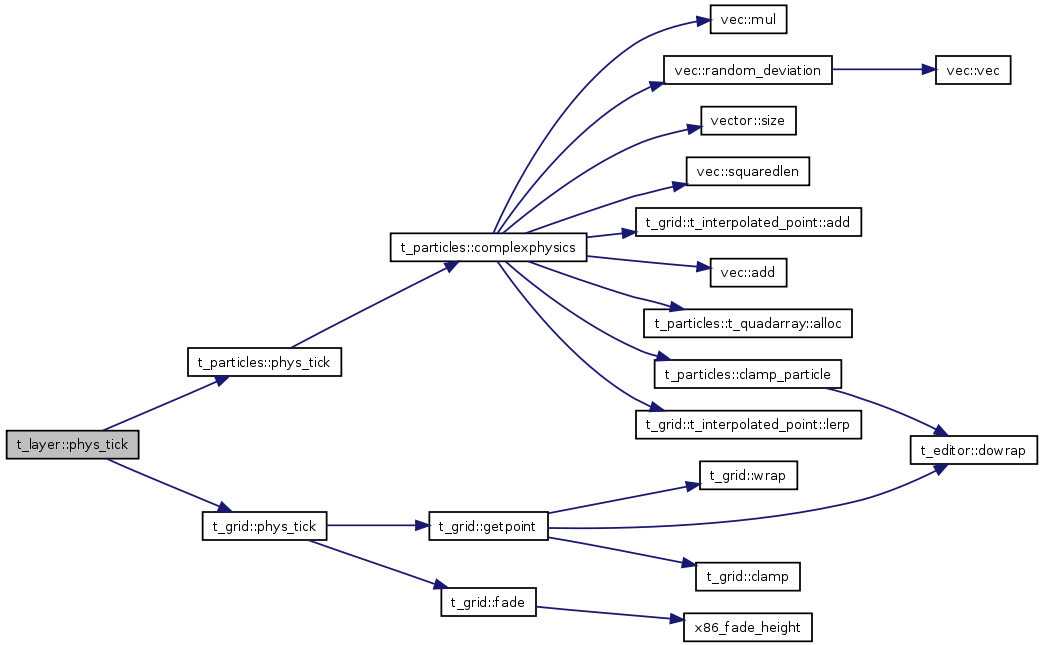 vec::mul
vec::random_deviation
vec::vec
vector::size
vec::squaredlen
t_grid::t_interpolated_point::add
t_particles::complexphysics
vec::add
t_particles::t_quadarray::alloc
t_particles::phys_tick
t_particles::clamp_particle
t_grid::t_interpolated_point::lerp
t_layer::phys_tick
t_editor::dowrap
t_grid::wrap
t_grid::phys_tick
t_grid::getpoint
t_grid::clamp
t_grid::fade
x86_fade_height